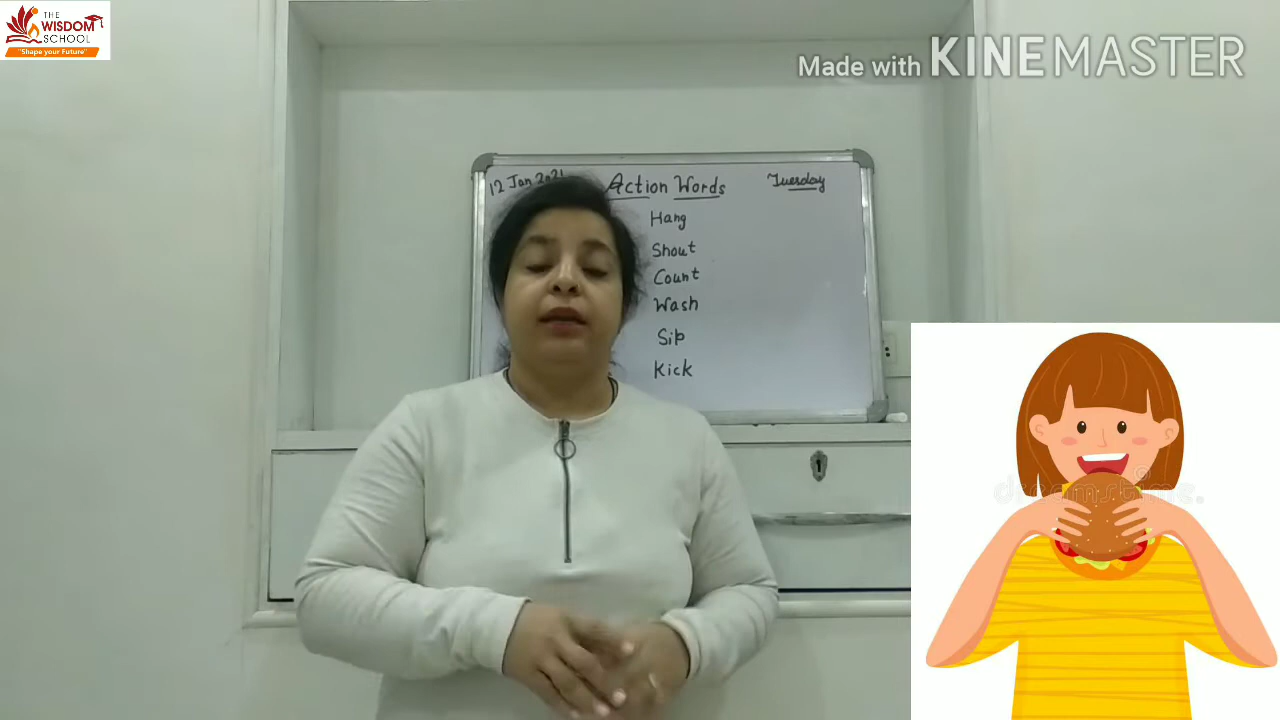 THE
WISDOM
SCHOOL
"Shape your Future"
Made with KINEMASTER
12 Jan 2021 Action Words Tuesday
Hang
Shout
Count
Wash
Sip
Kick
dreamstime.